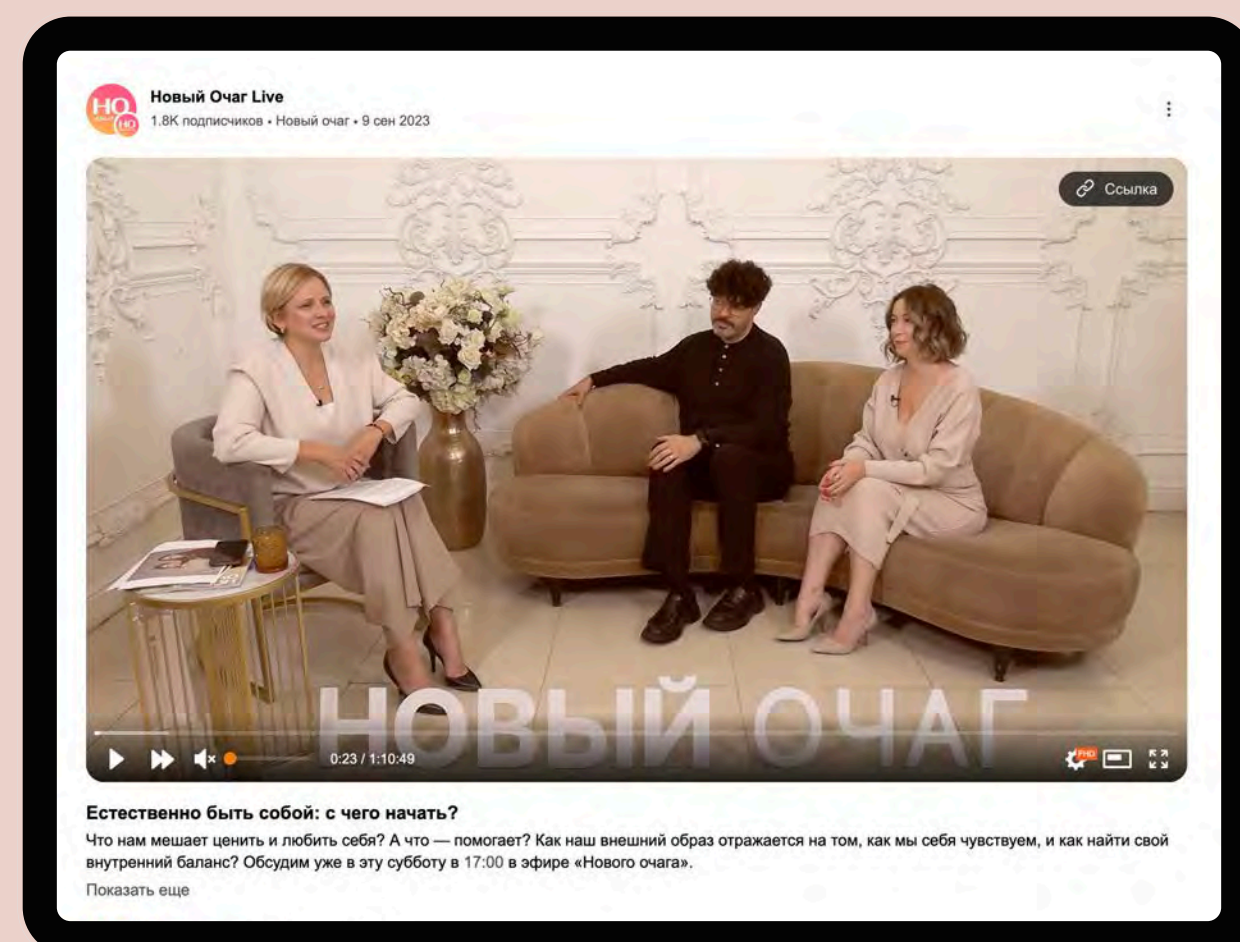 НО
НО
Новый Очаг Live
1.8K подписчиков • Новый очаг • 9 сен 2023
Ссылка
НОВЫЙ ОЧАГ
0:23 / 1:10:49
FHD
Естественно быть собой: с чего начать?
Что нам мешает ценить и любить себя? А что — помогает? Как наш внешний образ отражается на том, как мы себя чувствуем, и как найти свой
внутренний баланс? Обсудим уже в эту субботу в 17:00 в эфире «Нового очага».
Показать еще